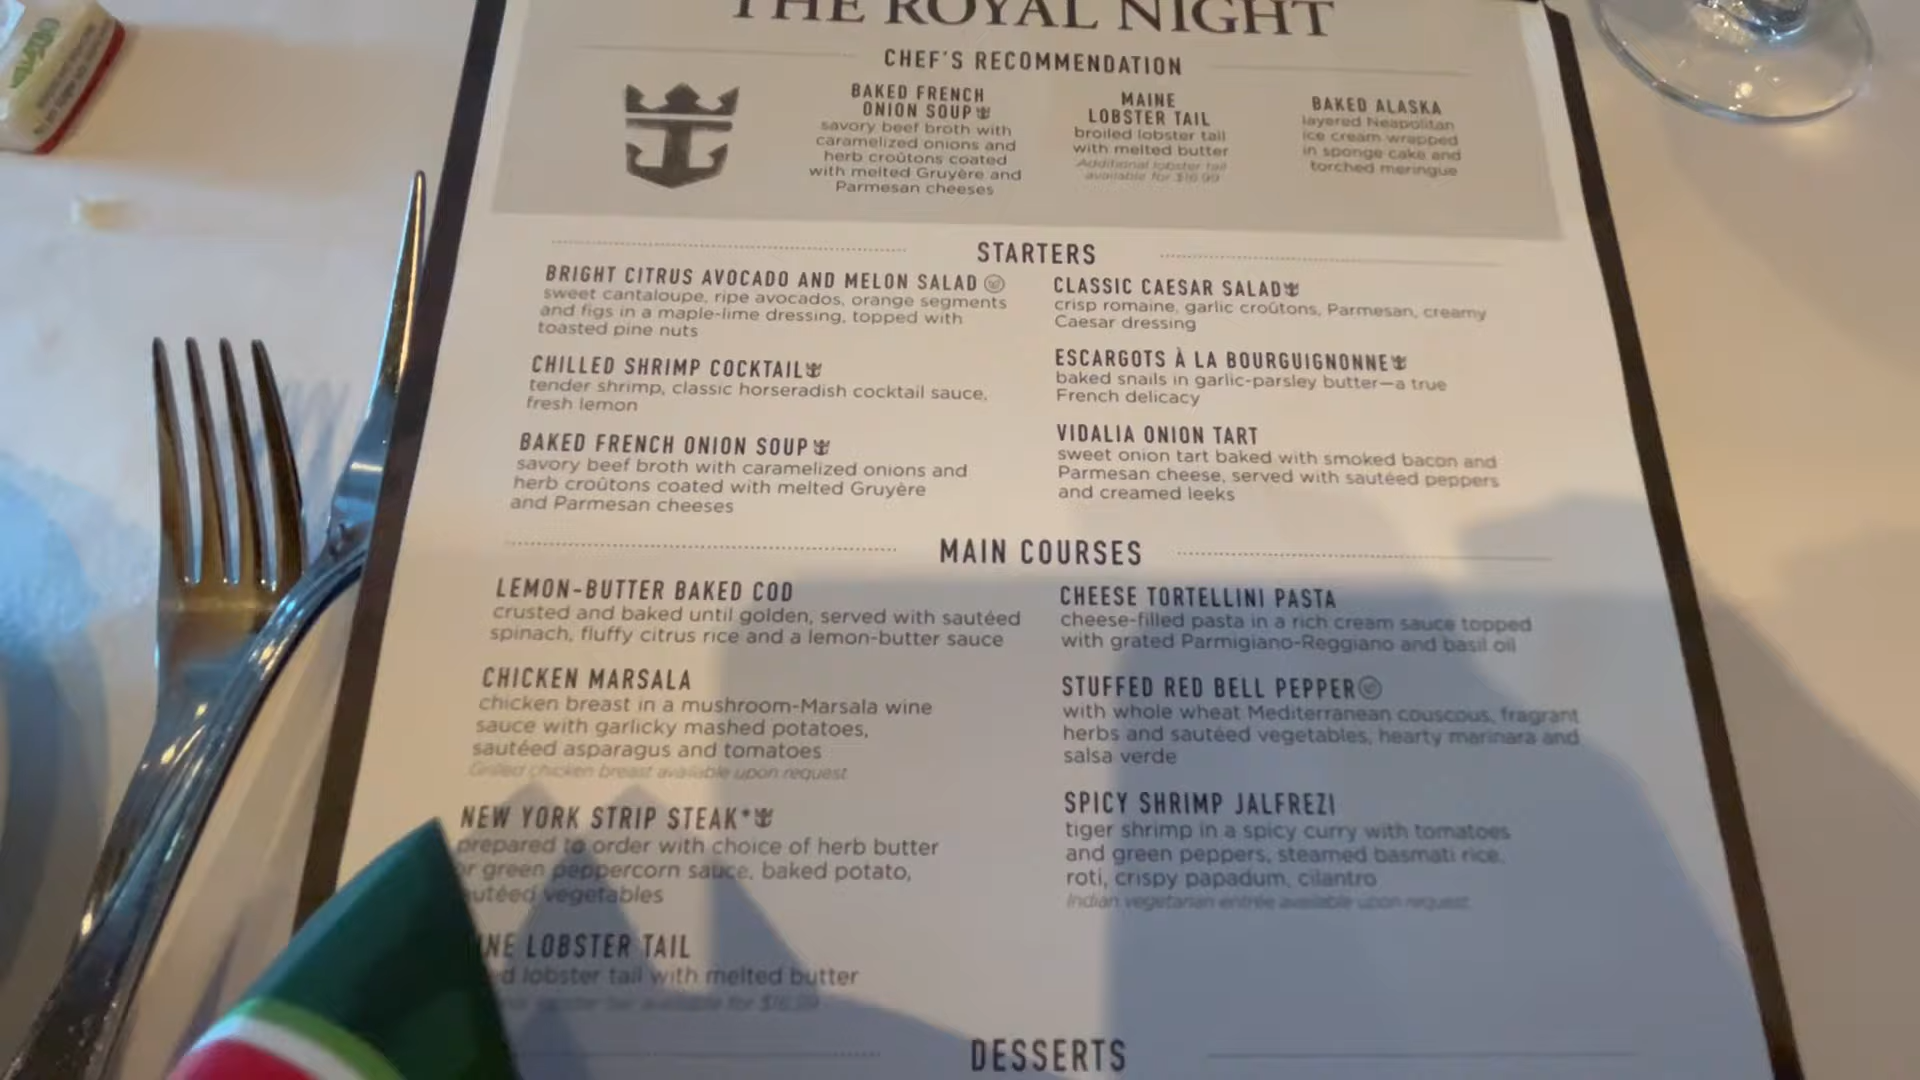 THE ROYAL NIGHT
CHEF'S RECOMMENDATION
BAKED FRENCH
ONION SOUP
savory beef broth with
caramelized onions and
herb croûtons coated
with melted Gruyère and
Parmesan cheeses
MAINE
LOBSTER TAIL
broiled lobster tail
with melted butter
Additional lobster tail
available for $16.99
BAKED ALASKA
layered Neapolitan
ice cream wrapped
in sponge cake and
torched meringue
STARTERS
BRIGHT CITRUS AVOCADO AND MELON SALAD
sweet cantaloupe, ripe avocados, orange segments
and figs in a maple-lime dressing, topped with
toasted pine nuts
CHILLED SHRIMP COCKTAIL
tender shrimp, classic horseradish cocktail sauce,
fresh lemon
BAKED FRENCH ONION SOUP
savory beef broth with caramelized onions and
herb croûtons coated with melted Gruyère
and Parmesan cheeses
CLASSIC CAESAR SALAD
crisp romaine, garlic croûtons, Parmesan, creamy
Caesar dressing
ESCARGOTS À LA BOURGUIGNONNE
baked snails in garlic-parsley butter—a true
French delicacy
VIDALIA ONION TART
sweet onion tart baked with smoked bacon and
Parmesan cheese, served with sautéed peppers
and creamed leeks
MAIN COURSES
LEMON-BUTTER BAKED COD
crusted and baked until golden, served with sautéed
spinach, fluffy citrus rice and a lemon-butter sauce
CHICKEN MARSALA
chicken breast in a mushroom-Marsala wine
sauce with garlicky mashed potatoes,
sautéed asparagus and tomatoes
Grilled chicken breast available upon request
NEW YORK STRIP STEAK*
prepared to order with choice of herb butter
or green peppercorn sauce, baked potato,
utéed vegetables
NE LOBSTER TAIL
d lobster tail with melted butter
available for $16.99
CHEESE TORTELLINI PASTA
cheese-filled pasta in a rich cream sauce topped
with grated Parmigiano-Reggiano and basil oil
STUFFED RED BELL PEPPER
with whole wheat Mediterranean couscous, fragrant
herbs and sautéed vegetables, hearty marinara and
salsa verde
SPICY SHRIMP JALFREZI
tiger shrimp in a spicy curry with tomatoes
and green peppers, steamed basmati rice,
roti, crispy papadum, cilantro
Indian vegetarian entrée available upon request
DESSERTS